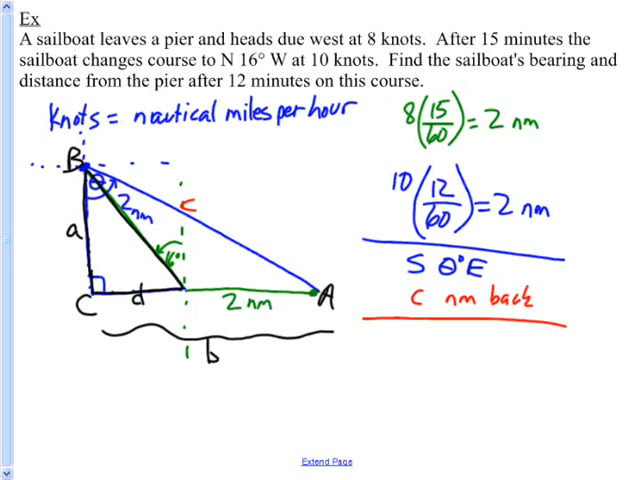 Ex
A sailboat leaves a pier and heads due west at 8 knots. After 15 minutes the
sailboat changes course to N 16° W at 10 knots. Find the sailboat's bearing and
distance from the pier after 12 minutes on this course.
Knots = nautical miles per hour
8(15/60) = 2 nm
10(12/60) = 2 nm
S θ°E
c nm back
B
θ
2nm
c
a
16°
C
d
2 nm
A
b
Extend Page